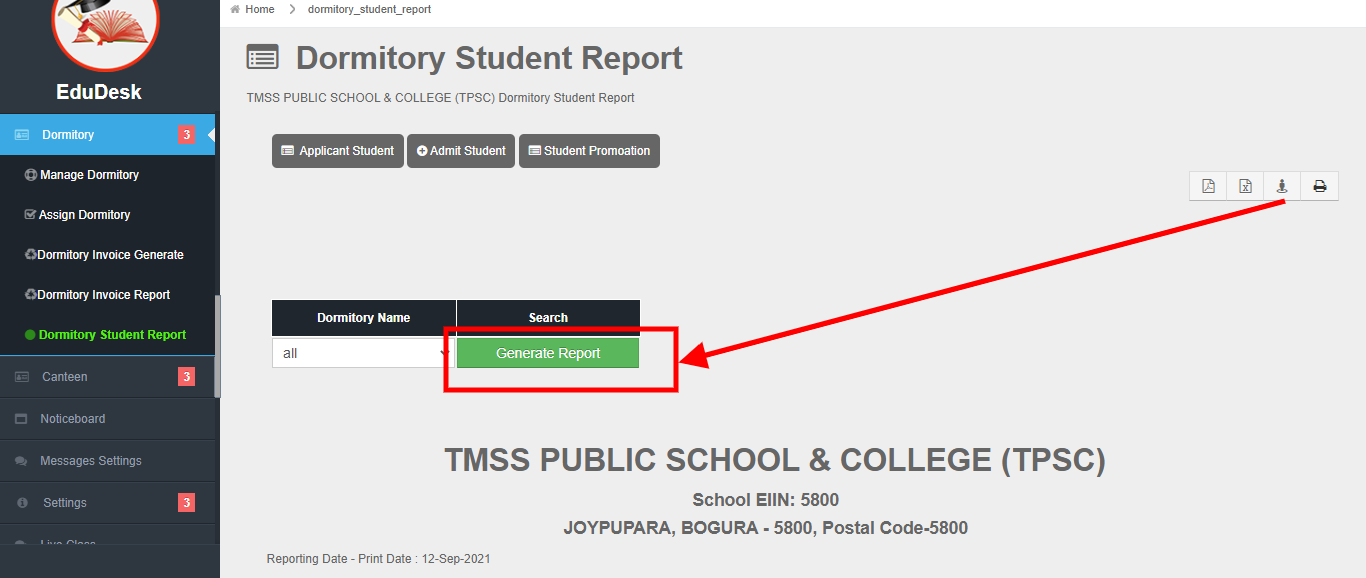 Home > dormitory_student_report
EduDesk
Dormitory 3
Manage Dormitory
Assign Dormitory
Dormitory Invoice Generate
Dormitory Invoice Report
Dormitory Student Report
Canteen 3
Noticeboard
Messages Settings
Settings 3
Live Class
Dormitory Student Report
TMSS PUBLIC SCHOOL & COLLEGE (TPSC) Dormitory Student Report
Applicant Student Admit Student Student Promoation
Dormitory Name Search
all Generate Report
TMSS PUBLIC SCHOOL & COLLEGE (TPSC)
School EIIN: 5800
JOYPUPARA, BOGURA - 5800, Postal Code-5800
Reporting Date - Print Date : 12-Sep-2021